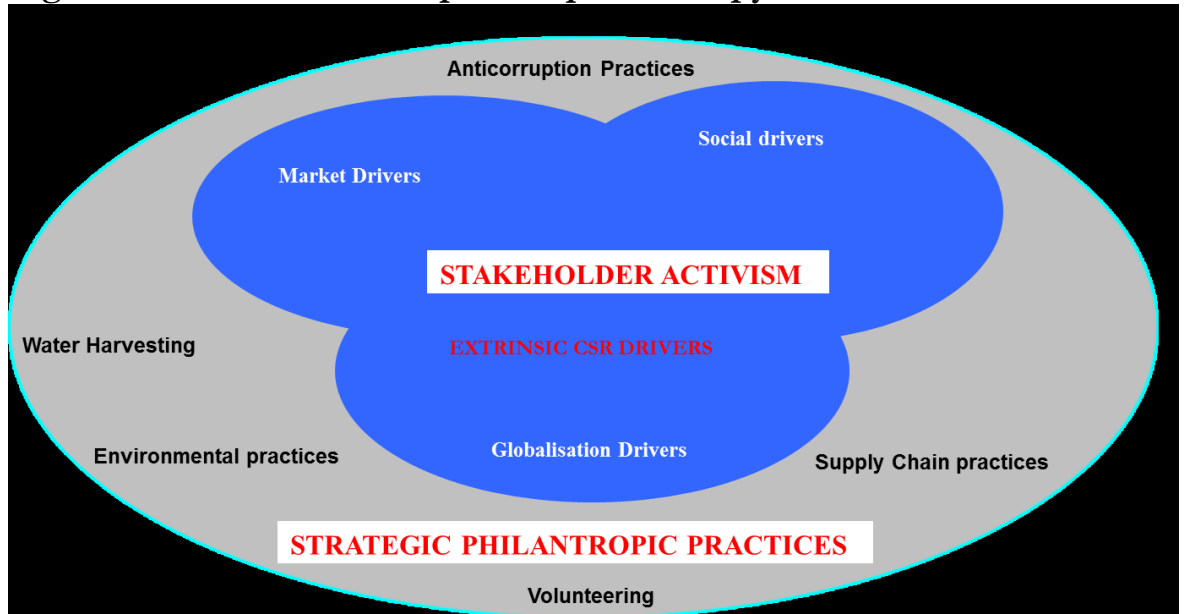 Anticorruption Practices
Social drivers
Market Drivers
STAKEHOLDER ACTIVISM
Water Harvesting
EXTRINSIC CSR DRIVERS
Globalisation Drivers
Environmental practices
Supply Chain practices
STRATEGIC PHILANTROPIC PRACTICES
Volunteering